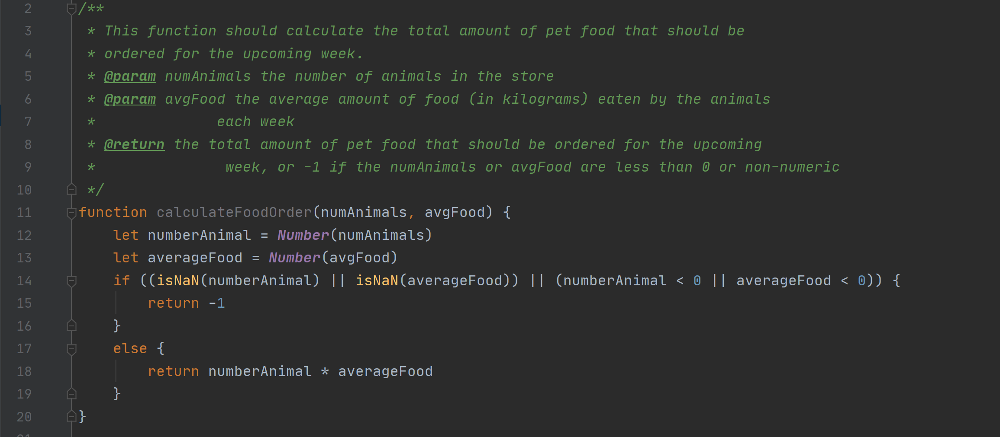 2 /**
3  * This function should calculate the total amount of pet food that should be
4  * ordered for the upcoming week.
5  * @param numAnimals the number of animals in the store
6  * @param avgFood the average amount of food (in kilograms) eaten by the animals
7  *              each week
8  * @return the total amount of pet food that should be ordered for the upcoming
9  *               week, or -1 if the numAnimals or avgFood are less than 0 or non-numeric
10  */
11 function calculateFoodOrder(numAnimals, avgFood) {
12     let numberAnimal = Number(numAnimals)
13     let averageFood = Number(avgFood)
14     if ((isNaN(numberAnimal) || isNaN(averageFood)) || (numberAnimal < 0 || averageFood < 0)) {
15         return -1
16     }
17     else {
18         return numberAnimal * averageFood
19     }
20 }